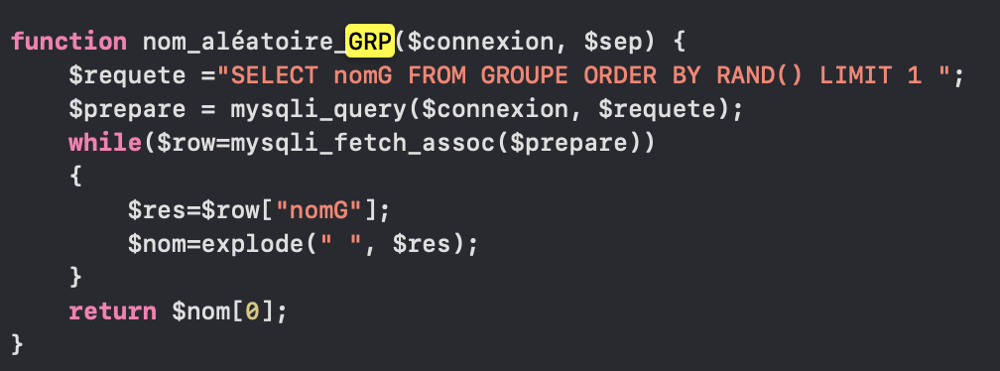 function nom_aléatoire_GRP($connexion, $sep) {
$requete ="SELECT nomG FROM GROUPE ORDER BY RAND() LIMIT 1 ";
$prepare = mysqli_query($connexion, $requete);
while($row=mysqli_fetch_assoc($prepare))
{
$res=$row["nomG"];
$nom=explode(" ", $res);
}
return $nom[0];
}